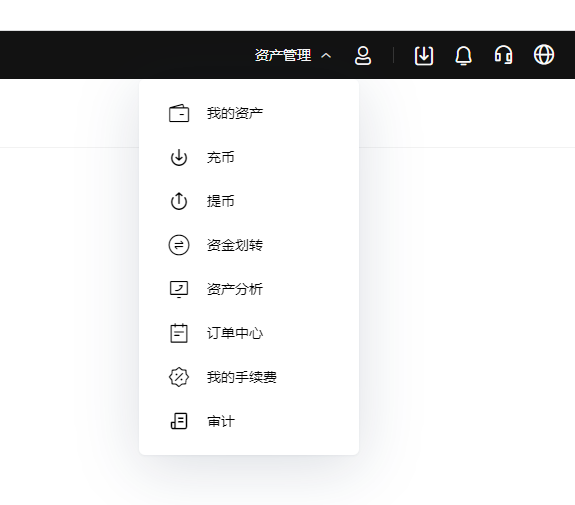 资产管理
我的资产
充币
提币
资金划转
资产分析
订单中心
我的手续费
审计